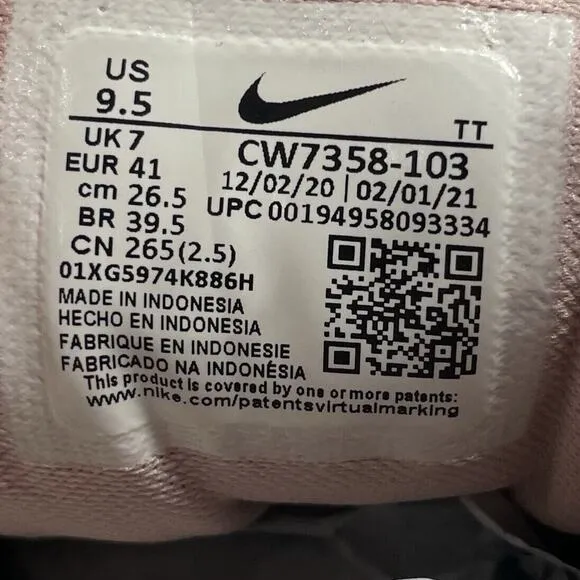 US
9.5
UK 7
EUR 41
cm 26.5
BR 39.5
CN 265(2.5)
TT
CW7358-103
12/02/20 | 02/01/21
UPC 00194958093334
01XG5974K886H
MADE IN INDONESIA
HECHO EN INDONESIA
FABRIQUE EN INDONESIE
FABRICADO NA INDONÉSIA
This product is covered by one or more patents:
www.nike.com/patentsvirtualmarking